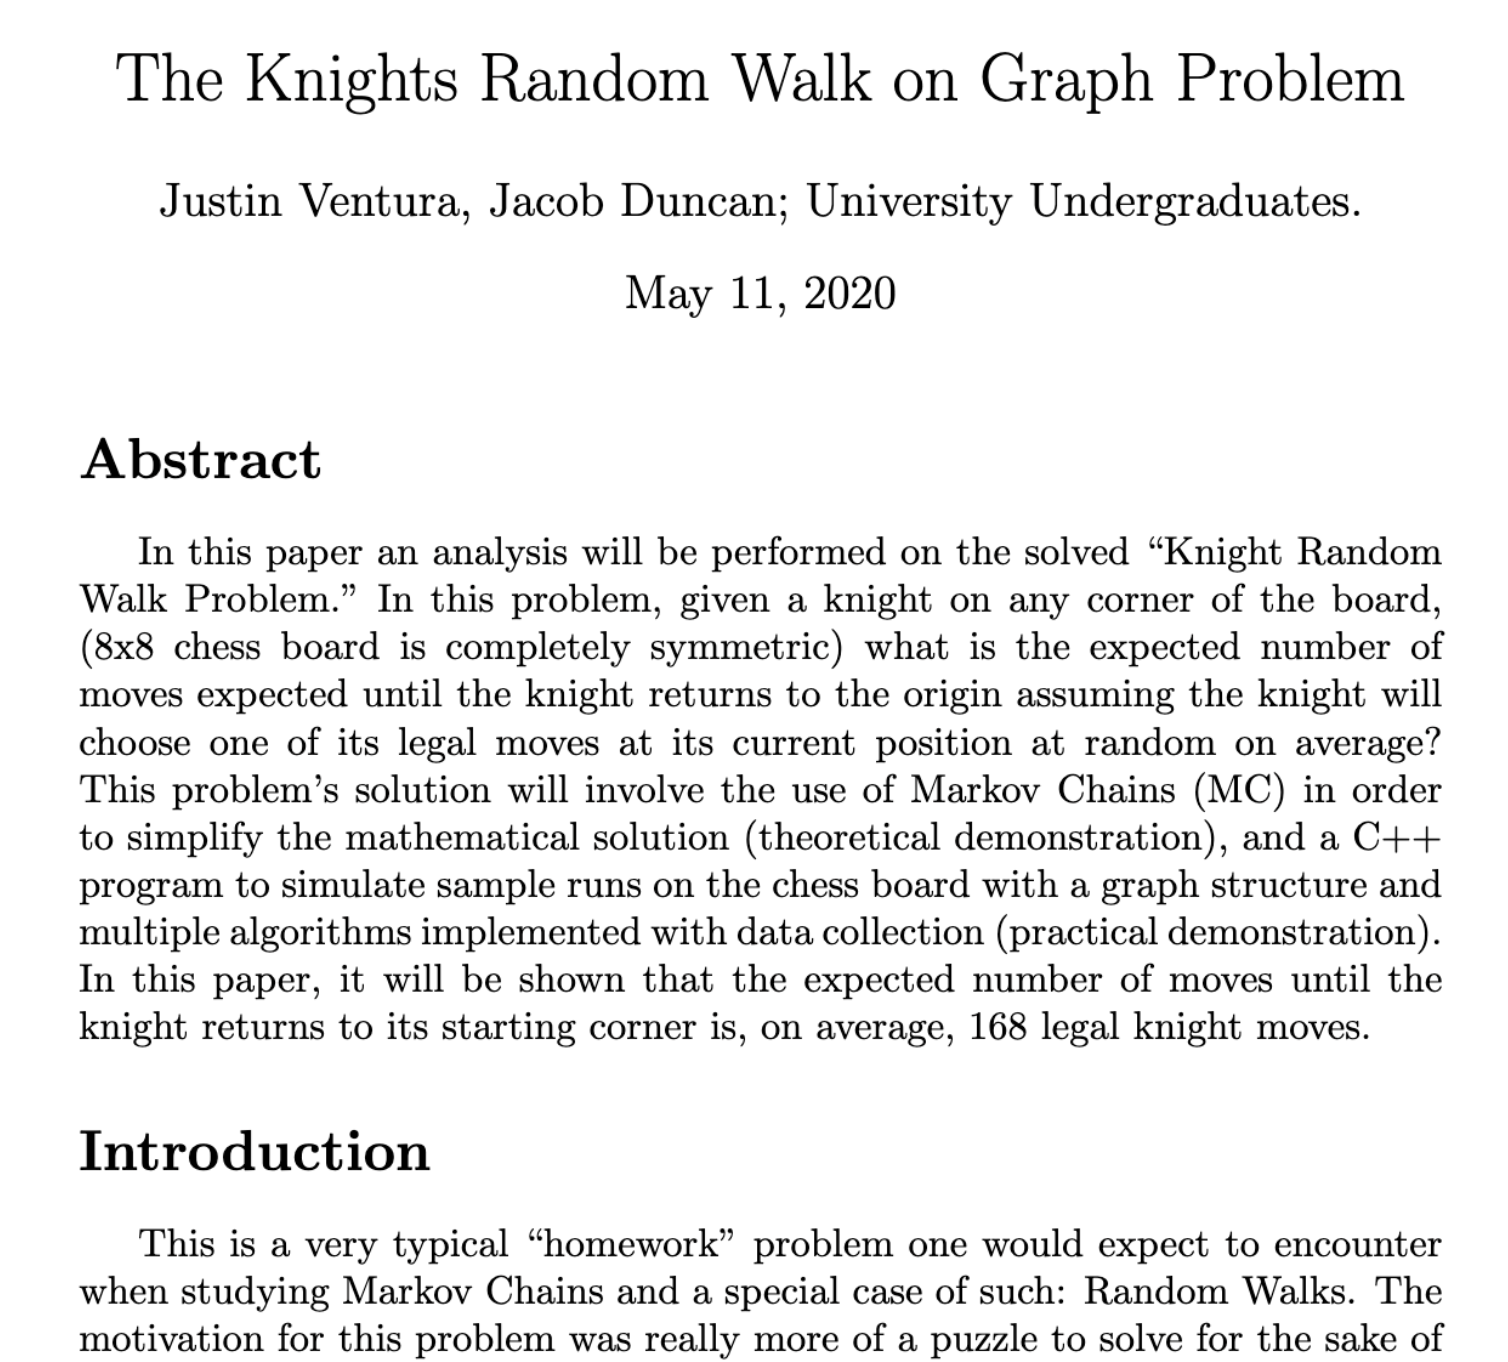 The Knights Random Walk on Graph Problem
Justin Ventura, Jacob Duncan; University Undergraduates.
May 11, 2020
Abstract
In this paper an analysis will be performed on the solved “Knight Random
Walk Problem.” In this problem, given a knight on any corner of the board,
(8x8 chess board is completely symmetric) what is the expected number of
moves expected until the knight returns to the origin assuming the knight will
choose one of its legal moves at its current position at random on average?
This problem’s solution will involve the use of Markov Chains (MC) in order
to simplify the mathematical solution (theoretical demonstration), and a C++
program to simulate sample runs on the chess board with a graph structure and
multiple algorithms implemented with data collection (practical demonstration).
In this paper, it will be shown that the expected number of moves until the
knight returns to its starting corner is, on average, 168 legal knight moves.
Introduction
This is a very typical “homework” problem one would expect to encounter
when studying Markov Chains and a special case of such: Random Walks. The
motivation for this problem was really more of a puzzle to solve for the sake of